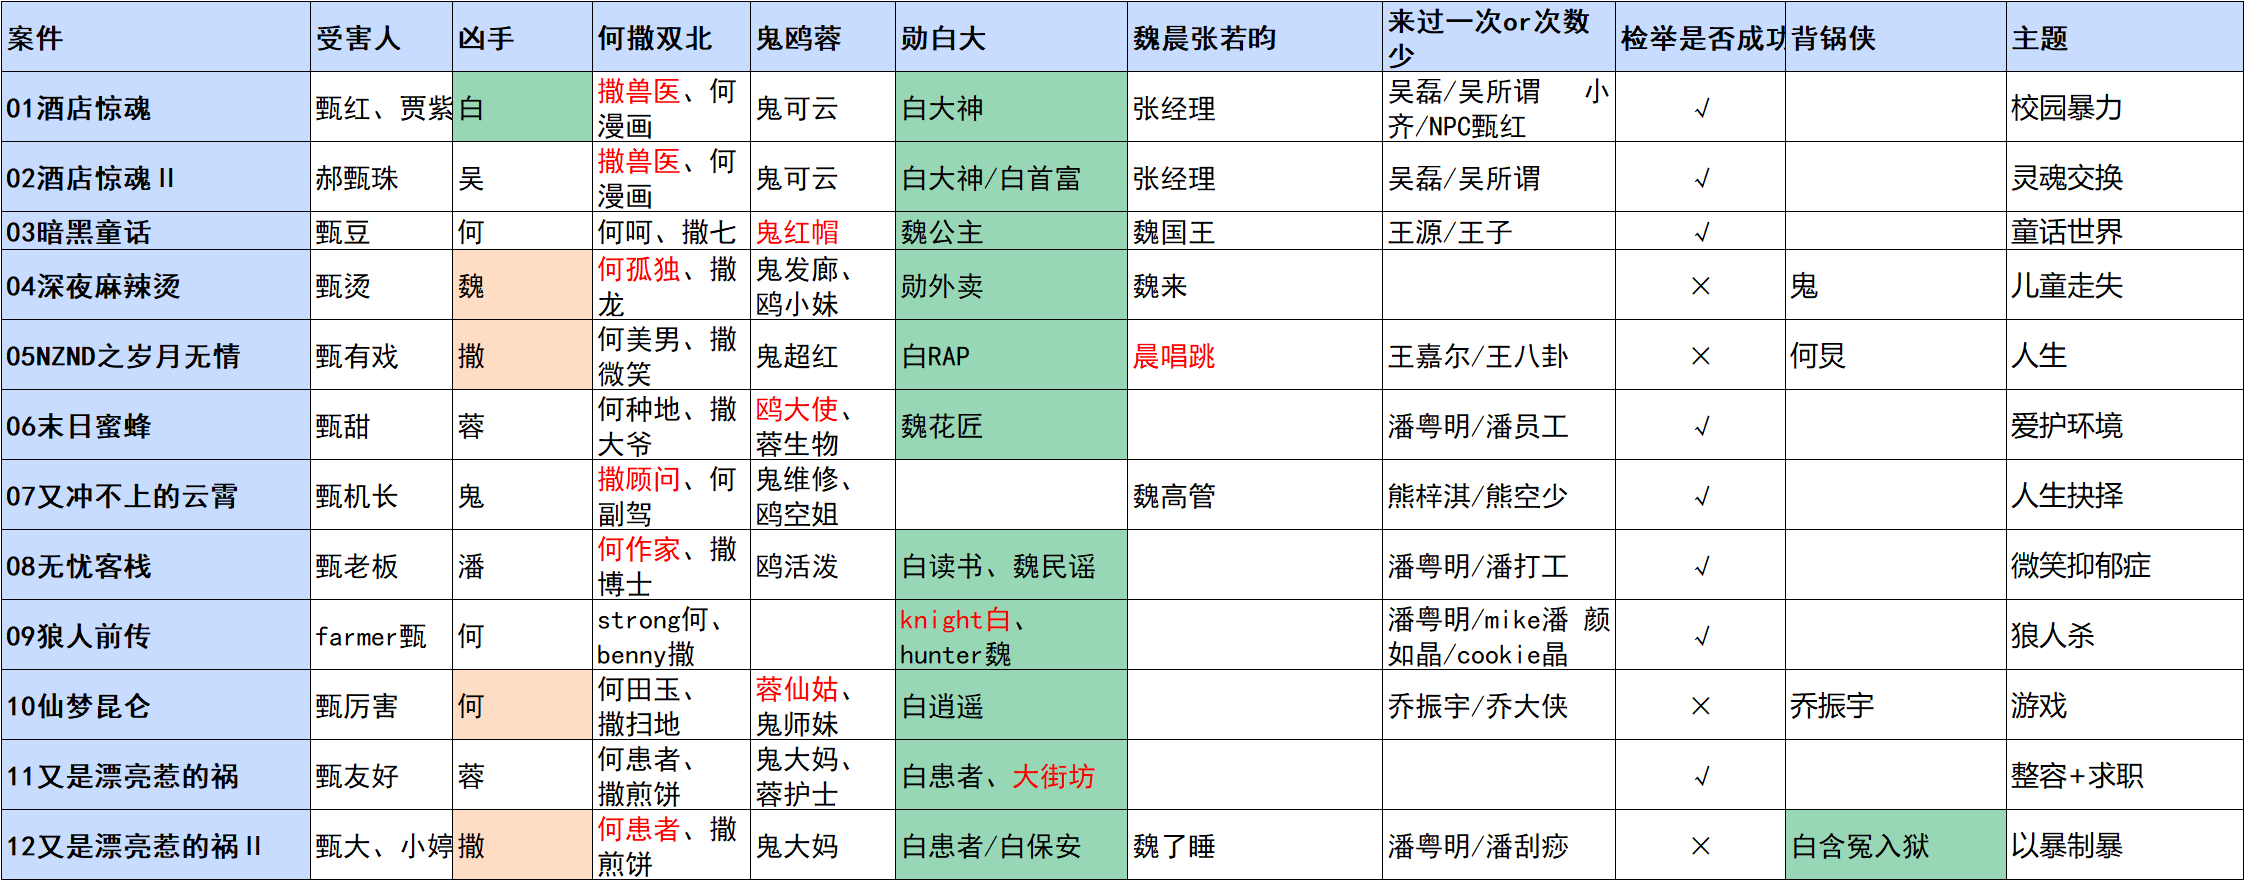 案件 受害人 凶手 何撒双北 鬼鸥蓉 勋白大 魏晨张若昀 来过一次or次数少 检举是否成功 背锅侠 主题
01酒店惊魂 甄红、贾紫 白 撒兽医、何漫画 鬼可云 白大神 张经理 吴磊/吴所谓 小齐/NPC甄红 √ 校园暴力
02酒店惊魂Ⅱ 郝甄珠 吴 撒兽医、何漫画 鬼可云 白大神/白首富 张经理 吴磊/吴所谓 √ 灵魂交换
03暗黑童话 甄豆 何 何呵、撒七 鬼红帽 魏公主 魏国王 王源/王子 √ 童话世界
04深夜麻辣烫 甄烫 魏 何孤独、撒龙 鬼发廊、鸥小妹 勋外卖 魏来 × 鬼 儿童走失
05NZND之岁月无情 甄有戏 撒 何美男、撒微笑 鬼超红 白RAP 晨唱跳 王嘉尔/王八卦 × 何炅 人生
06末日蜜蜂 甄甜 蓉 何种地、撒大爷 鸥大使、蓉生物 魏花匠 潘粤明/潘员工 √ 爱护环境
07又冲不上的云霄 甄机长 鬼 撒顾问、何副驾 鬼维修、鸥空姐 魏高管 熊梓淇/熊空少 √ 人生抉择
08无忧客栈 甄老板 潘 何作家、撒博士 鸥活泼 白读书、魏民谣 潘粤明/潘打工 √ 微笑抑郁症
09狼人前传 farmer甄 何 strong何、benny撒 knight白、hunter魏 潘粤明/mike潘 颜如晶/cookie晶 √ 狼人杀
10仙梦昆仑 甄厉害 何 何田玉、撒扫地 蓉仙姑、鬼师妹 白逍遥 乔振宇/乔大侠 × 乔振宇 游戏
11又是漂亮惹的祸 甄友好 蓉 何患者、撒煎饼 鬼大妈、蓉护士 白患者、大街坊 √ 整容+求职
12又是漂亮惹的祸Ⅱ 甄大、小婷 撒 何患者、撒煎饼 鬼大妈 白患者/白保安 魏了睡 潘粤明/潘刮痧 × 白含冤入狱 以暴制暴